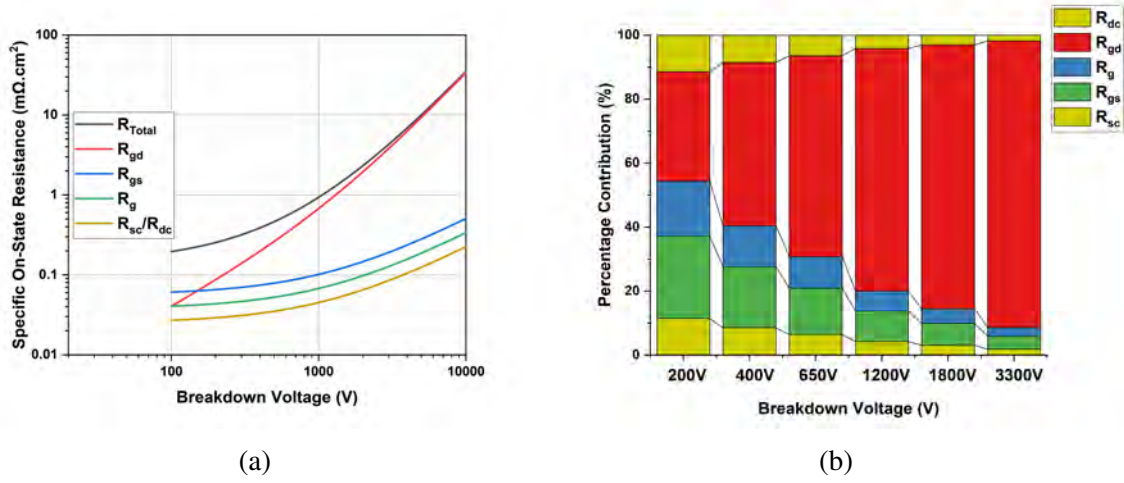 Specific On-State Resistance (mΩ.cm²)
100
10
1
0.1
0.01
R_Total
R_gd
R_gs
R_g
R_sc/R_dc
100
1000
10000
Breakdown Voltage (V)
(a)
Percentage Contribution (%)
100
80
60
40
20
0
200V
400V
650V
1200V
1800V
3300V
Breakdown Voltage (V)
R_dc
R_gd
R_g
R_gs
R_sc
(b)